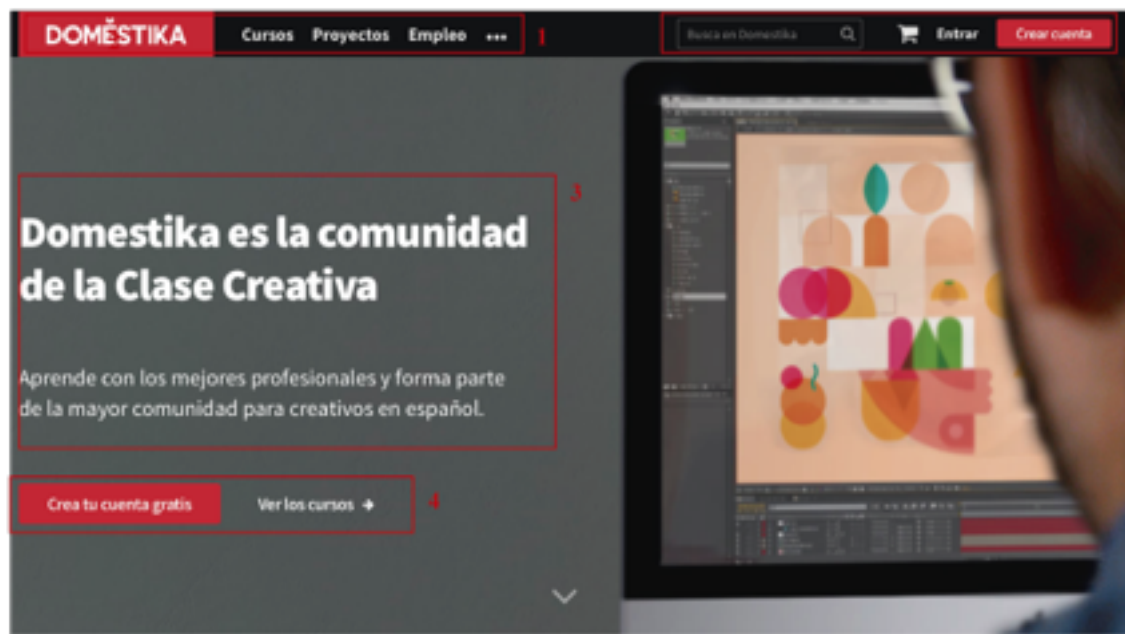 DOMĚSTIKA Cursos Proyectos Empleo ••• 1 Busca en Domestika Entrar Crear cuenta
3
Domestika es la comunidad
de la Clase Creativa
Aprende con los mejores profesionales y forma parte
de la mayor comunidad para creativos en español.
Crea tu cuenta gratis Ver los cursos → 4